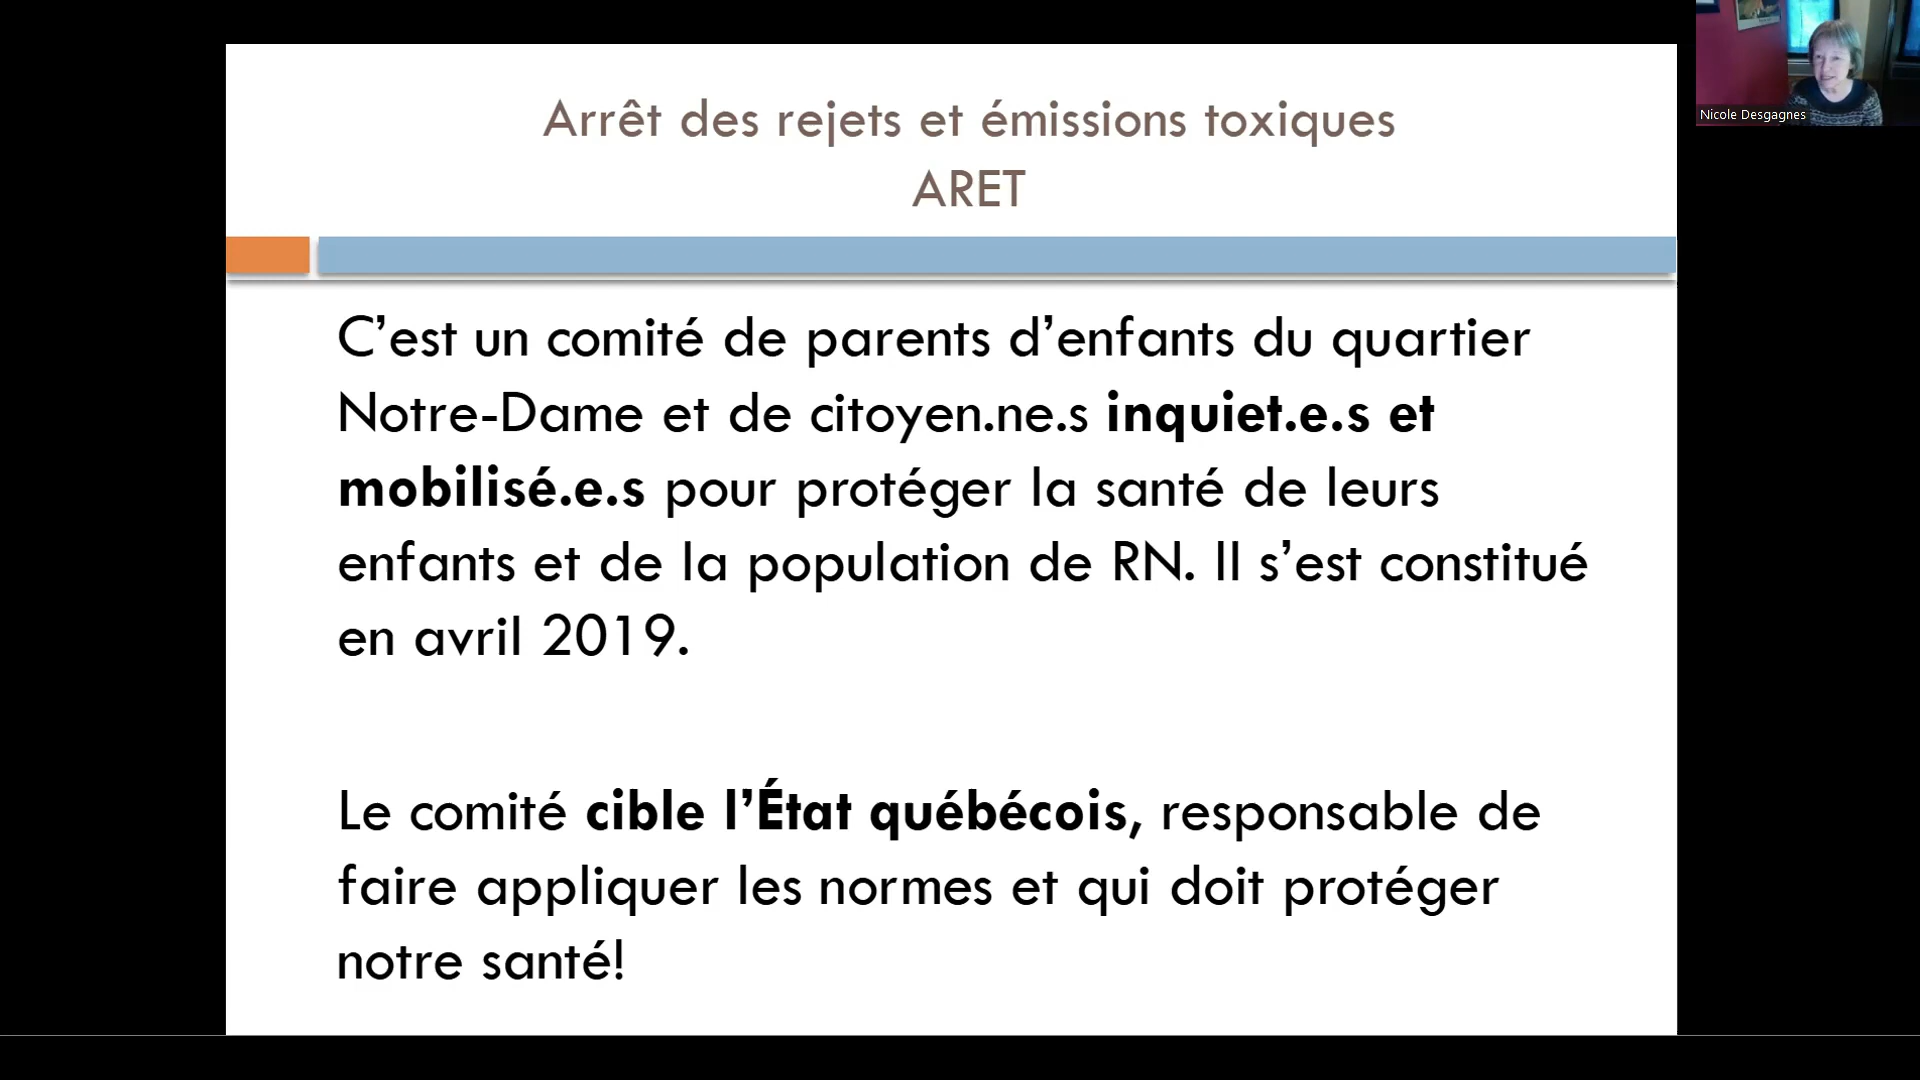 Arrêt des rejets et émissions toxiques
ARET
Nicole Desgagnes
C’est un comité de parents d’enfants du quartier
Notre-Dame et de citoyen.ne.s inquiet.e.s et
mobilisé.e.s pour protéger la santé de leurs
enfants et de la population de RN. Il s’est constitué
en avril 2019.
Le comité cible l’État québécois, responsable de
faire appliquer les normes et qui doit protéger
notre santé!